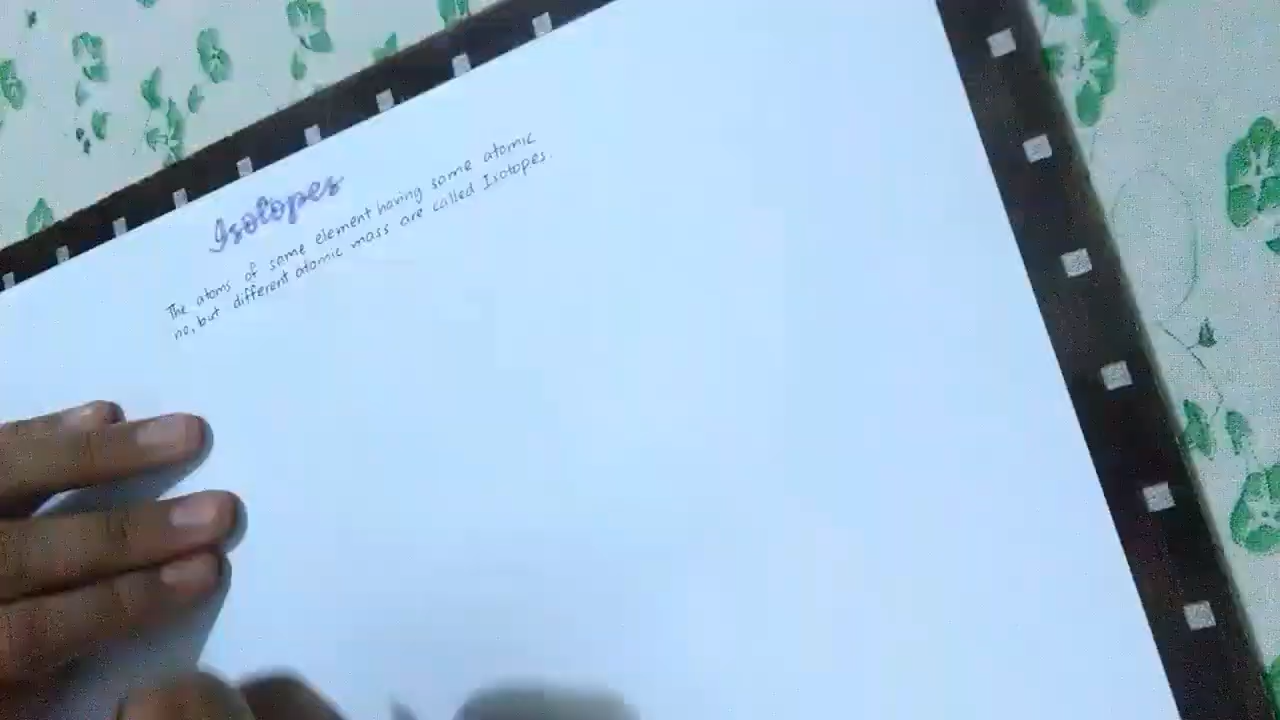 Isotopes
The atoms of same element having same atomic
no, but different atomic mass are called Isotopes.